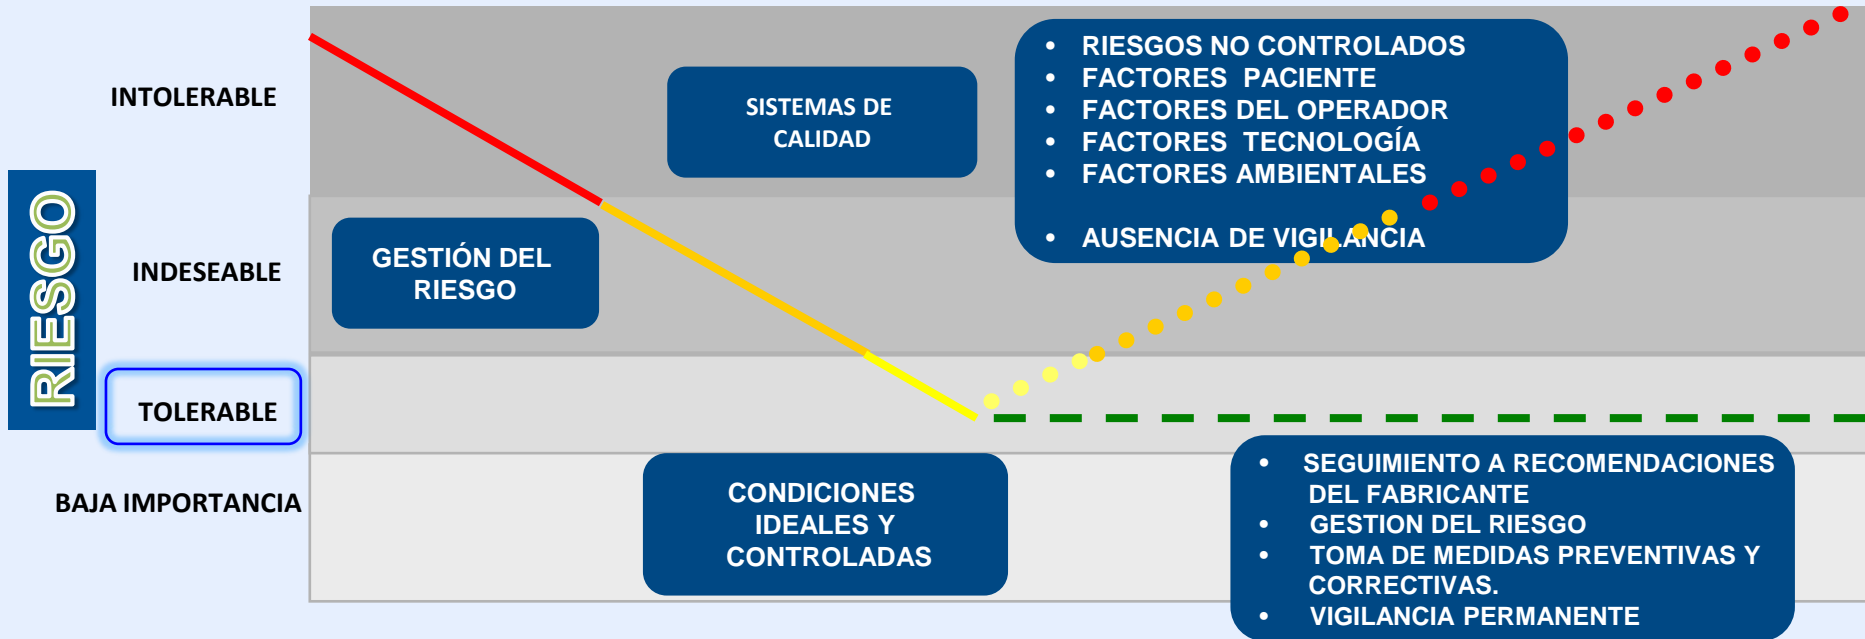 RIESGO
INTOLERABLE
INDESEABLE
TOLERABLE
BAJA IMPORTANCIA
GESTIÓN DEL
RIESGO
SISTEMAS DE
CALIDAD
• RIESGOS NO CONTROLADOS
• FACTORES PACIENTE
• FACTORES DEL OPERADOR
• FACTORES TECNOLOGÍA
• FACTORES AMBIENTALES
• AUSENCIA DE VIGILANCIA
CONDICIONES
IDEALES Y
CONTROLADAS
• SEGUIMIENTO A RECOMENDACIONES
DEL FABRICANTE
• GESTION DEL RIESGO
• TOMA DE MEDIDAS PREVENTIVAS Y
CORRECTIVAS.
• VIGILANCIA PERMANENTE